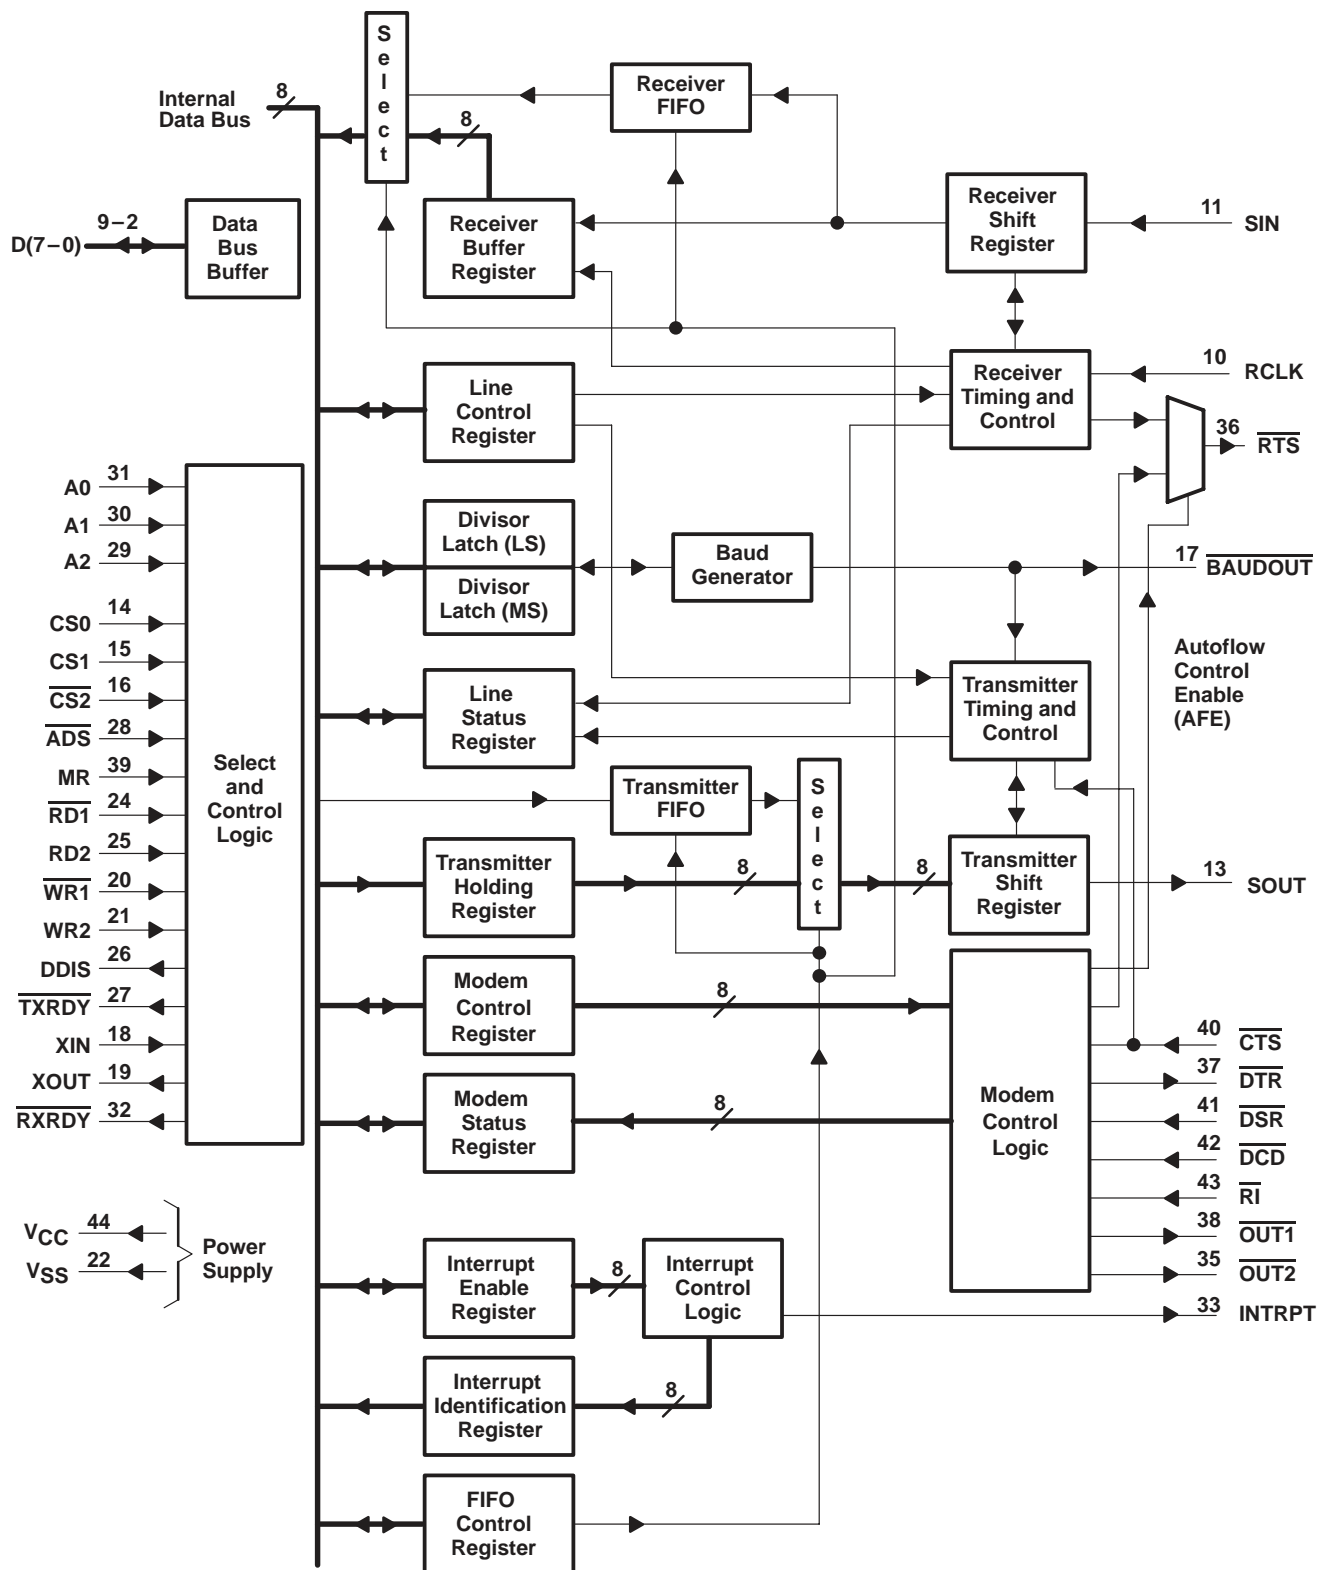 S
e
l
e
c
t
8
Internal
Data Bus
8
Receiver
FIFO
9–2
D(7–0)
Data
Bus
Buffer
Receiver
Buffer
Register
Receiver
Shift
Register
11
SIN
Line
Control
Register
Receiver
Timing and
Control
10
RCLK
36
RTS
31
A0
30
A1
29
A2
14
CS0
15
CS1
16
CS2
28
ADS
39
MR
24
RD1
25
RD2
20
WR1
21
WR2
26
DDIS
27
TXRDY
18
XIN
19
XOUT
32
RXRDY
Select
and
Control
Logic
Divisor
Latch (LS)
Divisor
Latch (MS)
Baud
Generator
17
BAUDOUT
Line
Status
Register
Transmitter
Timing and
Control
Autoflow
Control
Enable
(AFE)
Transmitter
FIFO
S
e
l
e
c
t
Transmitter
Holding
Register
8
8
Transmitter
Shift
Register
13
SOUT
Modem
Control
Register
8
Modem
Status
Register
8
Modem
Control
Logic
40
CTS
37
DTR
41
DSR
42
DCD
43
RI
38
OUT1
35
OUT2
33
INTRPT
44
VCC
22
VSS
Power
Supply
Interrupt
Enable
Register
8
Interrupt
Control
Logic
Interrupt
Identification
Register
8
FIFO
Control
Register